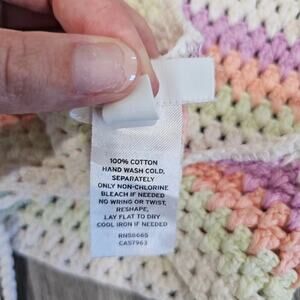 100% COTTON
HAND WASH COLD,
SEPARATELY
ONLY NON-CHLORINE
BLEACH IF NEEDED
NO WRING OR TWIST,
RESHAPE,
LAY FLAT TO DRY
COOL IRON IF NEEDED
RN58665
CA57963